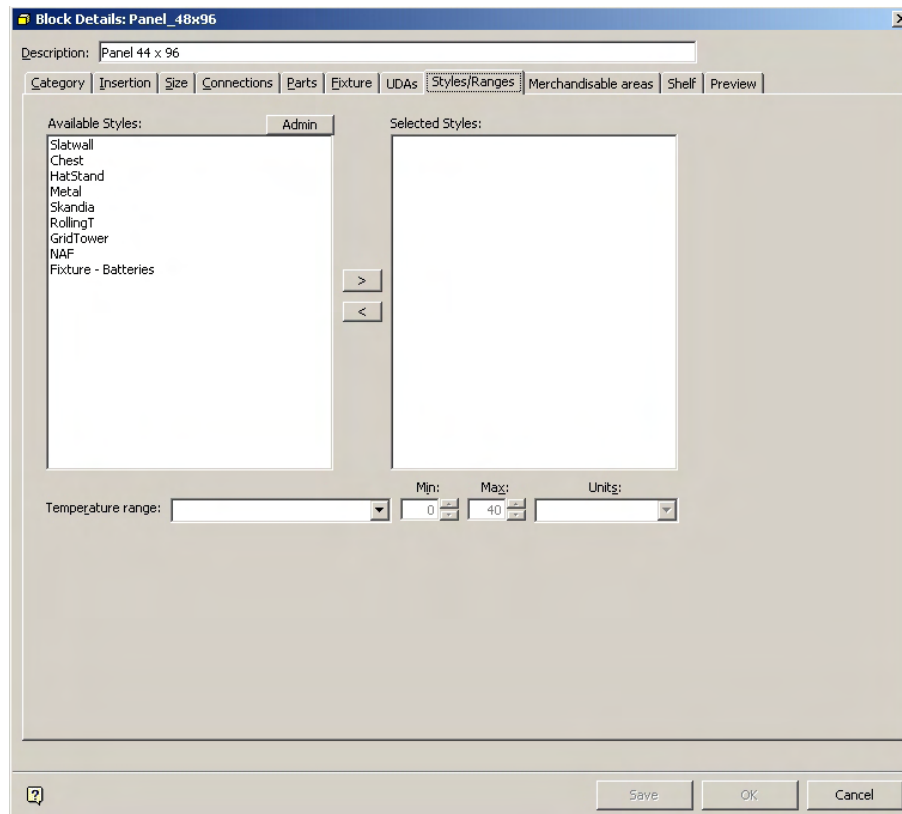 Block Details: Panel_48x96
Description: Panel 44 x 96
Category Insertion Size Connections Parts Fixture UDAs Styles/Ranges Merchandisable areas Shelf Preview
Available Styles: Admin Selected Styles:
Slatwall
Chest
HatStand
Metal
Skandia
RollingT
GridTower
NAF
Fixture - Batteries
>
<
Min: Max: Units:
Temperature range: 0 40
? Save OK Cancel